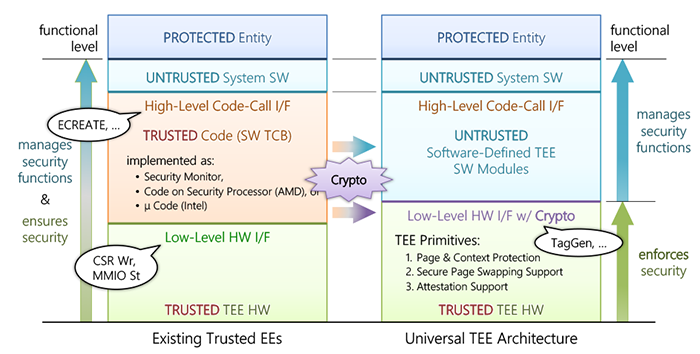 functional
level
PROTECTED Entity
PROTECTED Entity
functional
level
UNTRUSTED System SW
UNTRUSTED System SW
High-Level Code-Call I/F
High-Level Code-Call I/F
ECREATE, ...
TRUSTED Code (SW TCB)
UNTRUSTED
Software-Defined TEE
SW Modules
manages
security
functions
&
ensures
security
implemented as:
• Security Monitor,
• Code on Security Processor (AMD), or
• μ Code (Intel)
Crypto
manages
security
functions
Low-Level HW I/F
Low-Level HW I/F w/ Crypto
CSR Wr,
MMIO St
TagGen, ...
TEE Primitives:
1. Page & Context Protection
2. Secure Page Swapping Support
3. Attestation Support
enforces
security
TRUSTED TEE HW
TRUSTED TEE HW
Existing Trusted EEs
Universal TEE Architecture